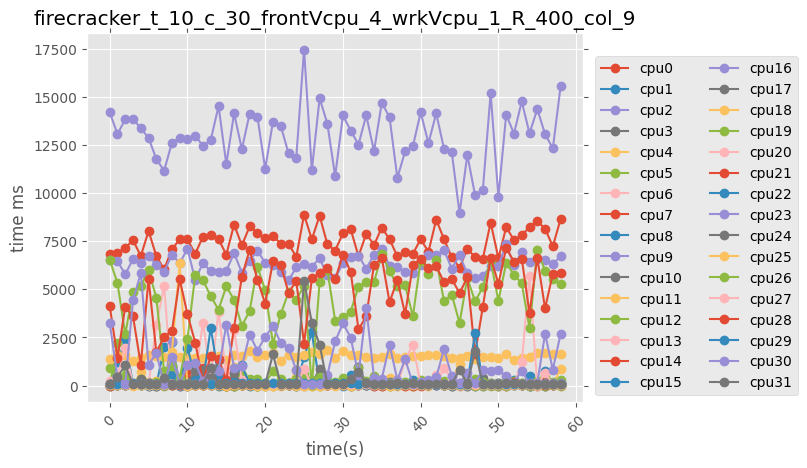 firecracker_t_10_c_30_frontVcpu_4_wrkVcpu_1_R_400_col_9
time ms
17500
15000
12500
10000
7500
5000
2500
0
0
10
20
30
40
50
60
time(s)
cpu0
cpu1
cpu2
cpu3
cpu4
cpu5
cpu6
cpu7
cpu8
cpu9
cpu10
cpu11
cpu12
cpu13
cpu14
cpu15
cpu16
cpu17
cpu18
cpu19
cpu20
cpu21
cpu22
cpu23
cpu24
cpu25
cpu26
cpu27
cpu28
cpu29
cpu30
cpu31